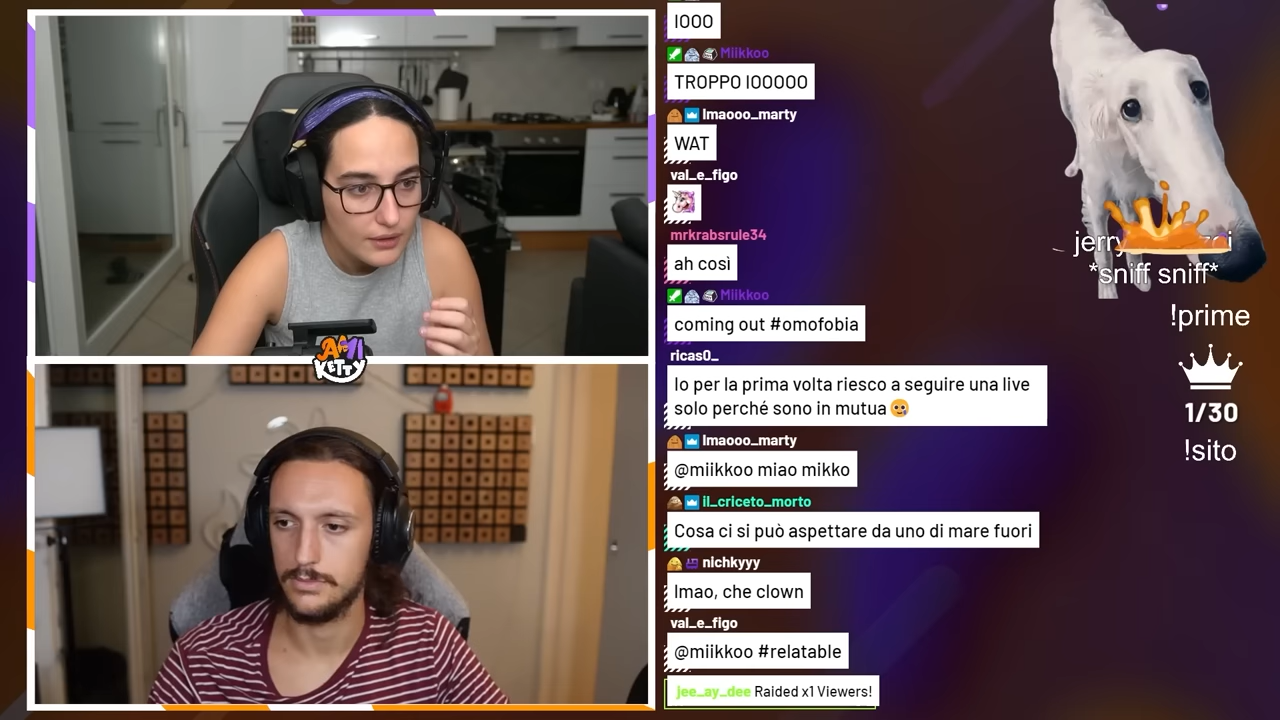 IOOO
Miikkoo
TROPPO IOOOOO
lmaooo_marty
WAT
val_e_figo
mrkrabsrule34
ah così
Miikkoo
coming out #omofobia
ricas0_
Io per la prima volta riesco a seguire una live
solo perché sono in mutua
lmaooo_marty
@miikkoo miao mikko
il_criceto_morto
Cosa ci si può aspettare da uno di mare fuori
nichkyyy
lmao, che clown
val_e_figo
@miikkoo #relatable
jee_ay_dee Raided x1 Viewers!
AMI
KETTY
*sniff sniff*
!prime
1/30
!sito